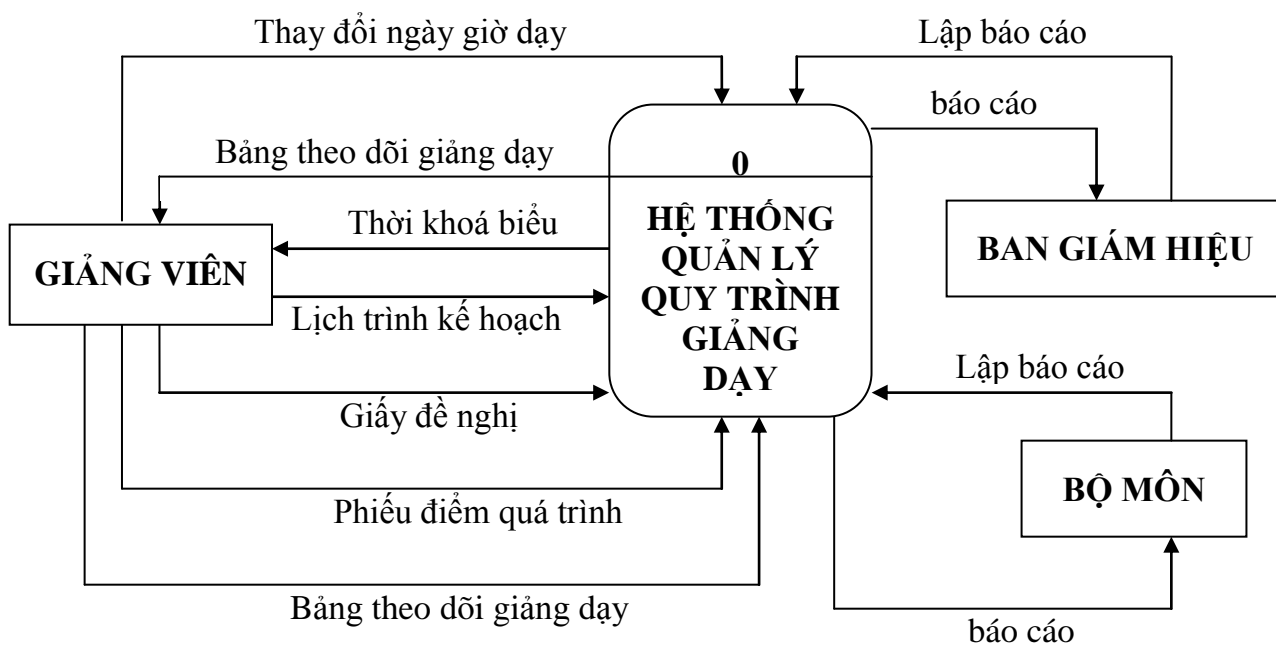 Thay đổi ngày giờ dạy
Lập báo cáo
báo cáo
Bảng theo dõi giảng dạy
0
Thời khoá biểu
HỆ THỐNG
QUẢN LÝ
QUY TRÌNH
GIẢNG
DẠY
GIẢNG VIÊN
BAN GIÁM HIỆU
Lịch trình kế hoạch
Lập báo cáo
Giấy đề nghị
BỘ MÔN
Phiếu điểm quá trình
Bảng theo dõi giảng dạy
báo cáo